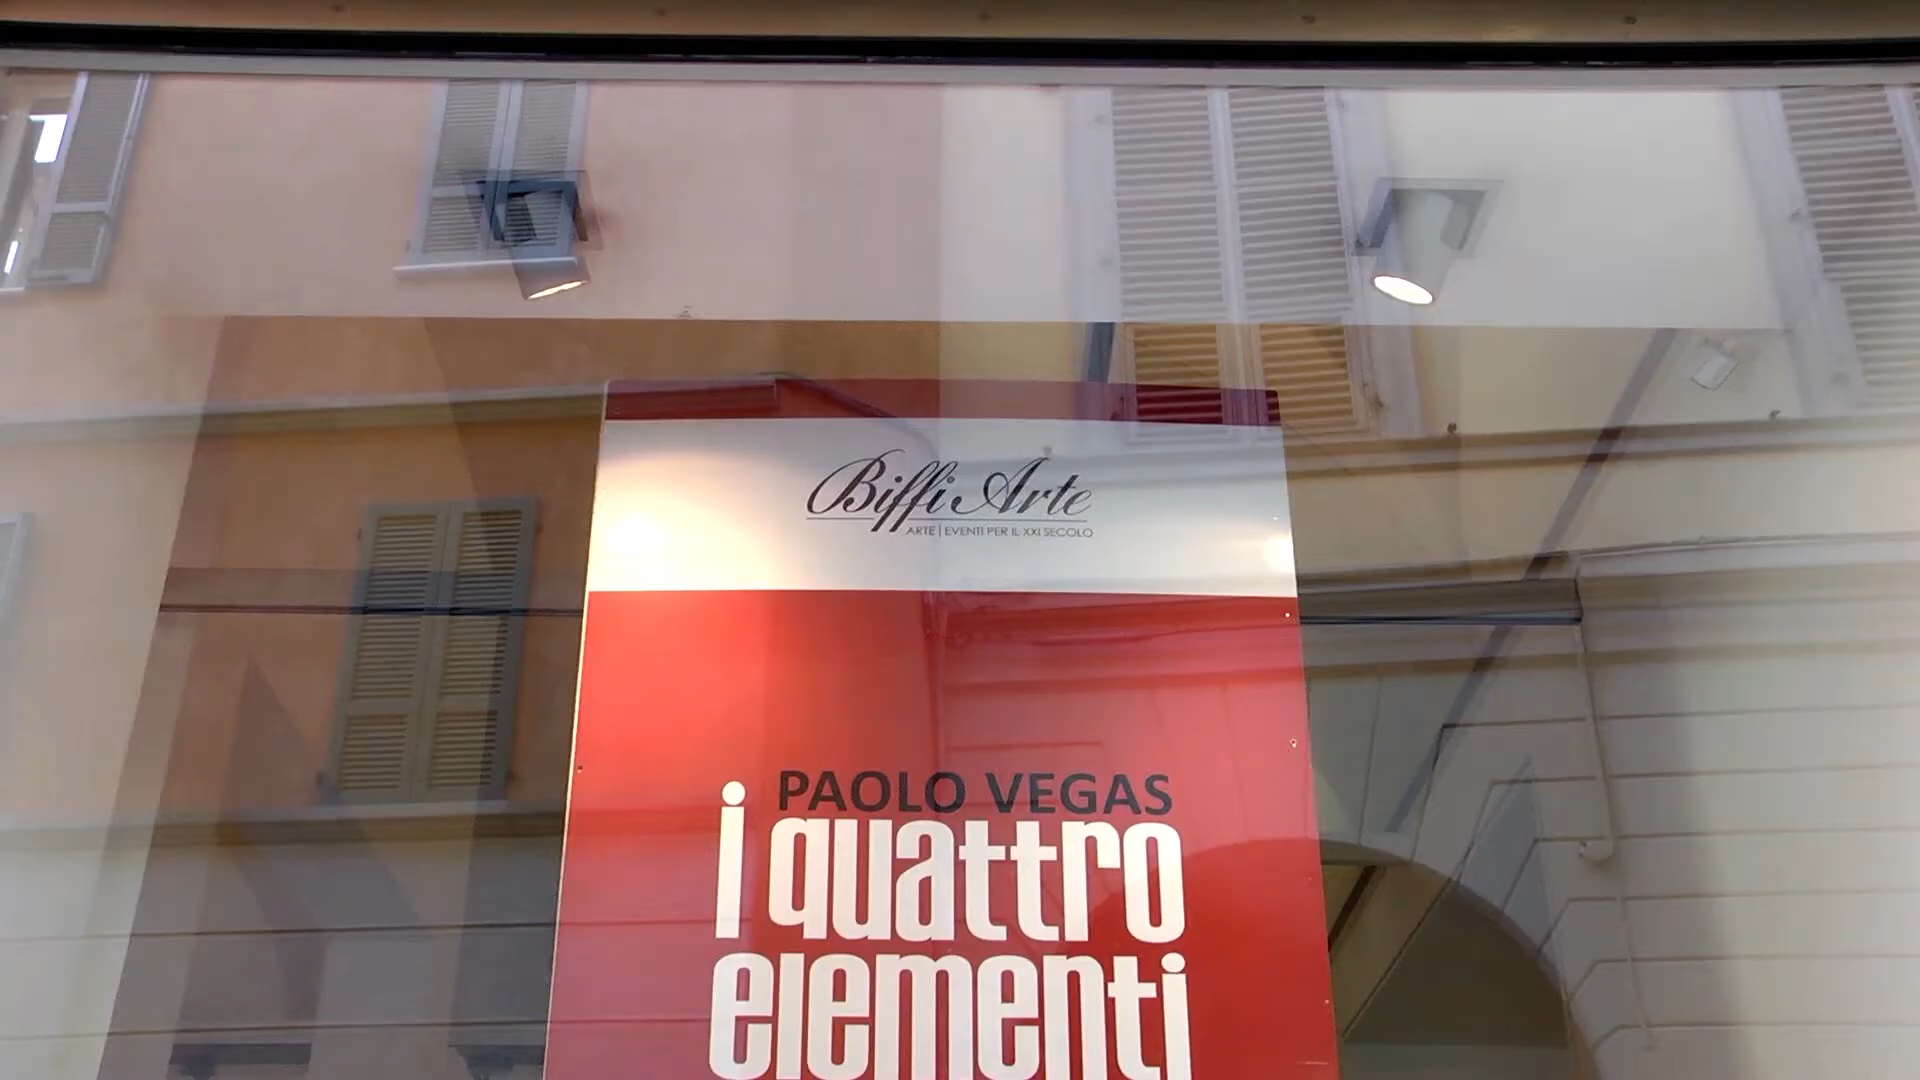 Biffi Arte
ARTE | EVENTI PER IL XXI SECOLO
PAOLO VEGAS
i quattro
elementi